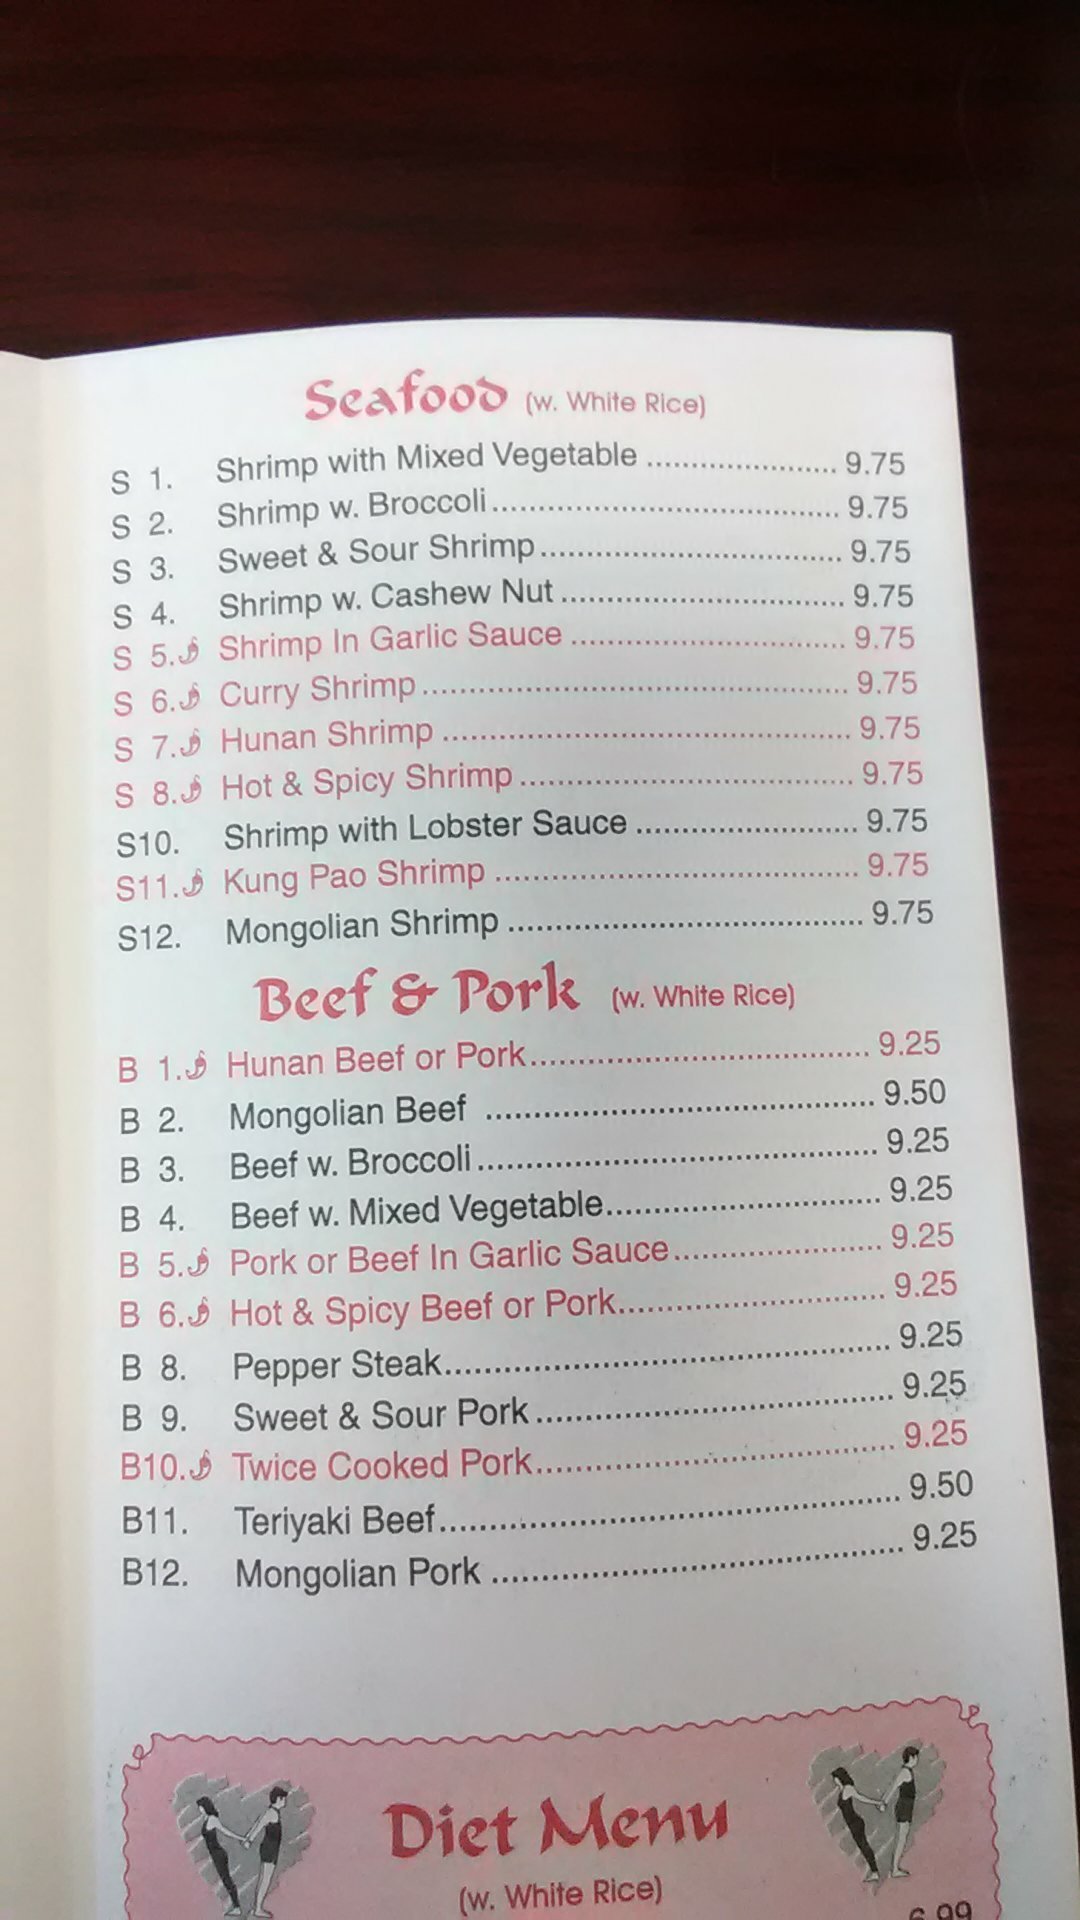 Seafood (w. White Rice)
S 1. Shrimp with Mixed Vegetable ........................ 9.75
S 2. Shrimp w. Broccoli ........................................ 9.75
S 3. Sweet & Sour Shrimp .................................... 9.75
S 4. Shrimp w. Cashew Nut .................................. 9.75
S 5. Shrimp In Garlic Sauce ................................. 9.75
S 6. Curry Shrimp ................................................ 9.75
S 7. Hunan Shrimp .............................................. 9.75
S 8. Hot & Spicy Shrimp ...................................... 9.75
S10. Shrimp with Lobster Sauce .......................... 9.75
S11. Kung Pao Shrimp ......................................... 9.75
S12. Mongolian Shrimp ........................................ 9.75
Beef & Pork (w. White Rice)
B 1. Hunan Beef or Pork ....................................... 9.25
B 2. Mongolian Beef ............................................ 9.50
B 3. Beef w. Broccoli ............................................ 9.25
B 4. Beef w. Mixed Vegetable ............................... 9.25
B 5. Pork or Beef In Garlic Sauce ........................ 9.25
B 6. Hot & Spicy Beef or Pork .............................. 9.25
B 8. Pepper Steak ................................................ 9.25
B 9. Sweet & Sour Pork ....................................... 9.25
B10. Twice Cooked Pork ...................................... 9.25
B11. Teriyaki Beef ................................................ 9.50
B12. Mongolian Pork ............................................ 9.25
Diet Menu
(w. White Rice)
6.99